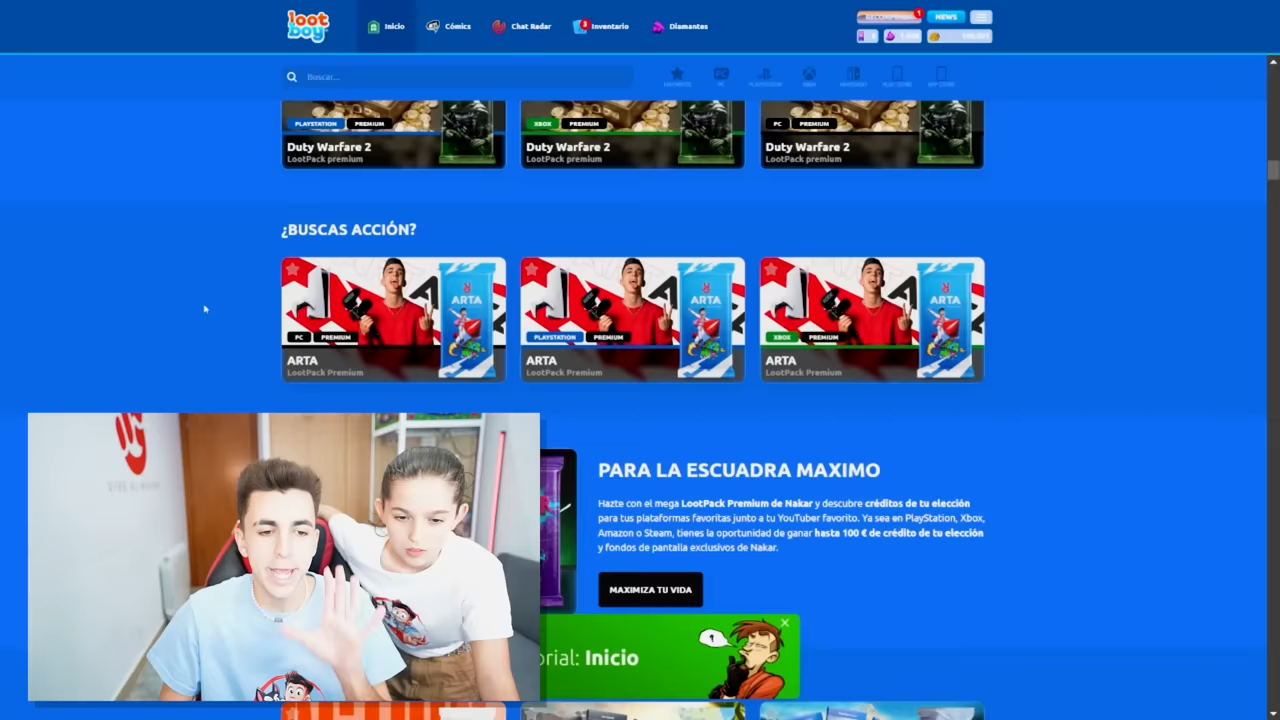 loot boy
Inicio
Cómics
Chat Radar
3
Inventario
Diamantes
1
NEWS
Buscar...
PLAYSTATION PREMIUM
Duty Warfare 2
LootPack premium
XBOX PREMIUM
Duty Warfare 2
LootPack premium
PC PREMIUM
Duty Warfare 2
LootPack premium
¿BUSCAS ACCIÓN?
ARTA
PC PREMIUM
ARTA
LootPack Premium
ARTA
PLAYSTATION PREMIUM
ARTA
LootPack Premium
ARTA
XBOX PREMIUM
ARTA
LootPack Premium
PARA LA ESCUADRA MAXIMO
Hazte con el mega LootPack Premium de Nakar y descubre créditos de tu elección
para tus plataformas favoritas junto a tu YouTuber favorito. Ya sea en PlayStation, Xbox,
Amazon o Steam, tienes la oportunidad de ganar hasta 100 € de crédito de tu elección
y fondos de pantalla exclusivos de Nakar.
MAXIMIZA TU VIDA
orial: Inicio
?